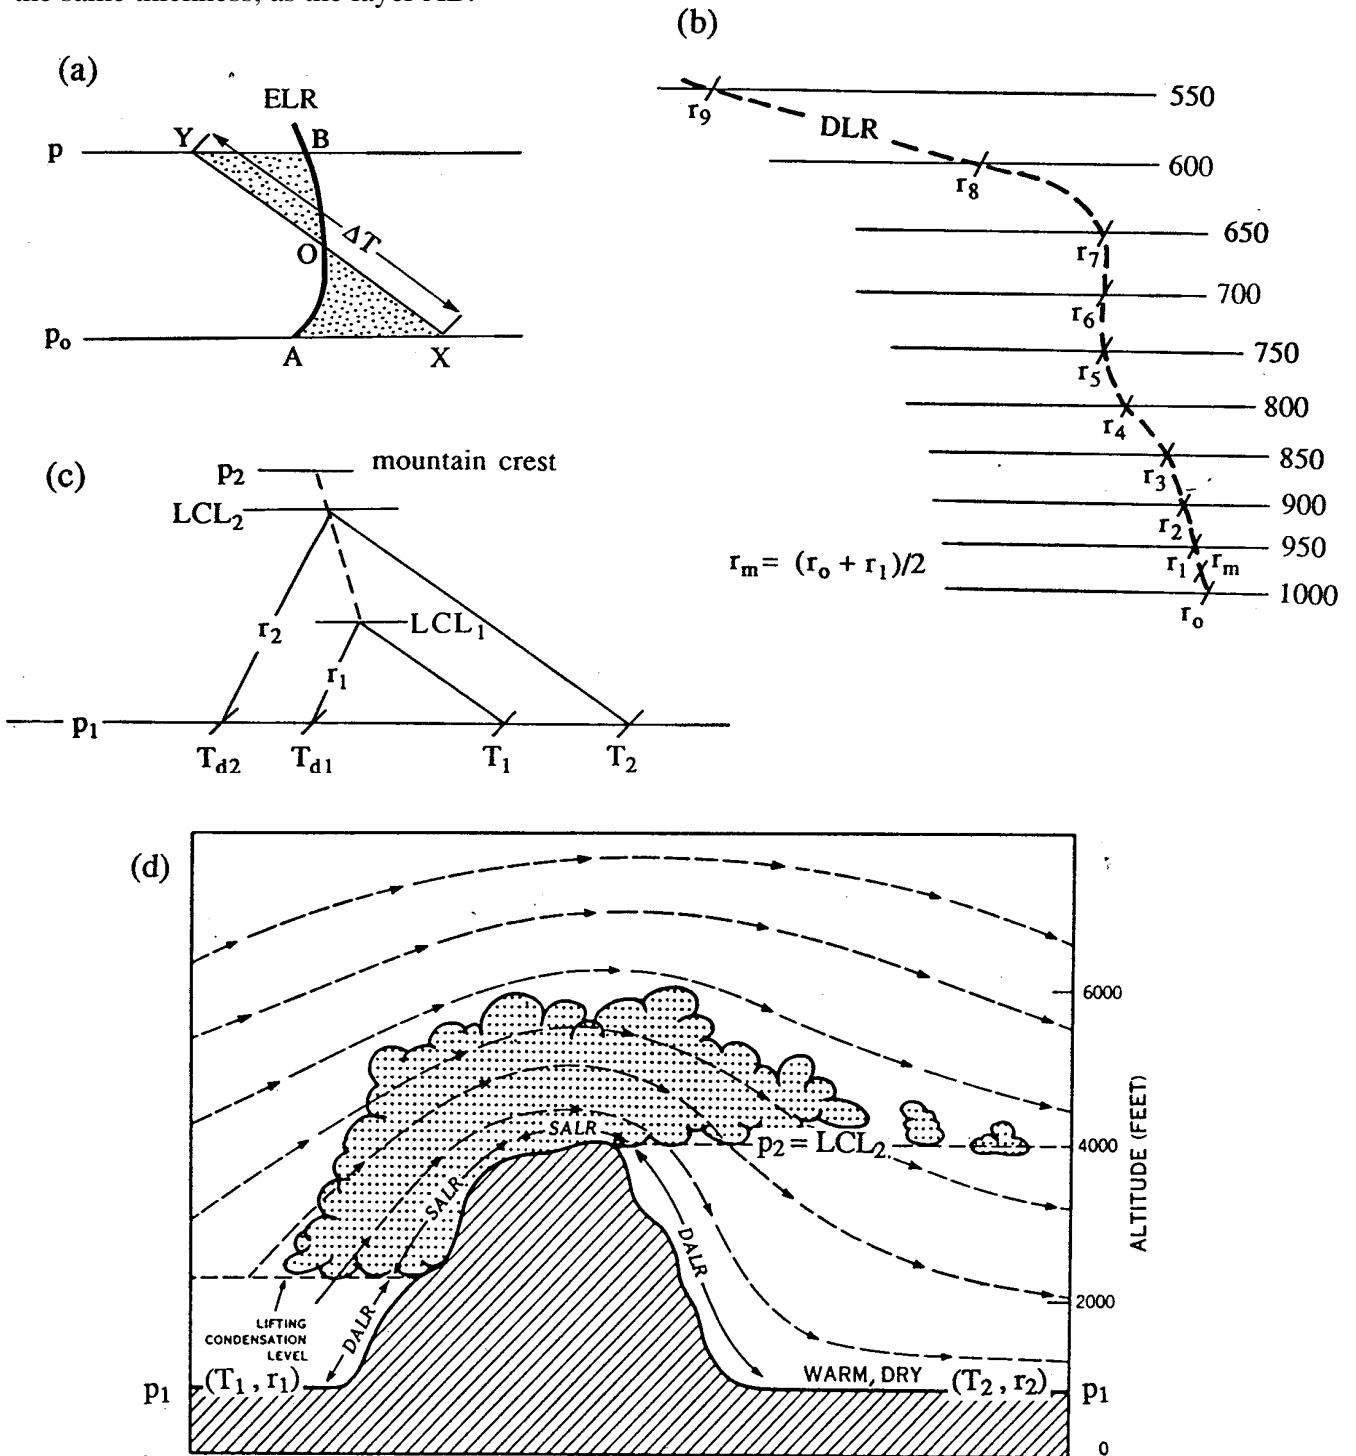 the same thickness, as the layer AB.
(a)
ELR
Y
B
p
ΔT
O
p₀
A
X
(b)
550
r₉
DLR
600
r₈
650
r₇
700
r₆
750
r₅
800
r₄
850
r₃
900
r₂
950
r₁
rₘ
rₘ= (r₀ + r₁)/2
1000
r₀
(c)
p₂
mountain crest
LCL₂
LCL₁
r₂
r₁
p₁
T_d2
T_d1
T₁
T₂
(d)
6000
SALR
p₂ = LCL₂
4000
SALR
DALR
ALTITUDE (FEET)
2000
LIFTING
CONDENSATION
LEVEL
DALR
WARM, DRY
p₁
(T₁, r₁)
(T₂, r₂)
p₁
0